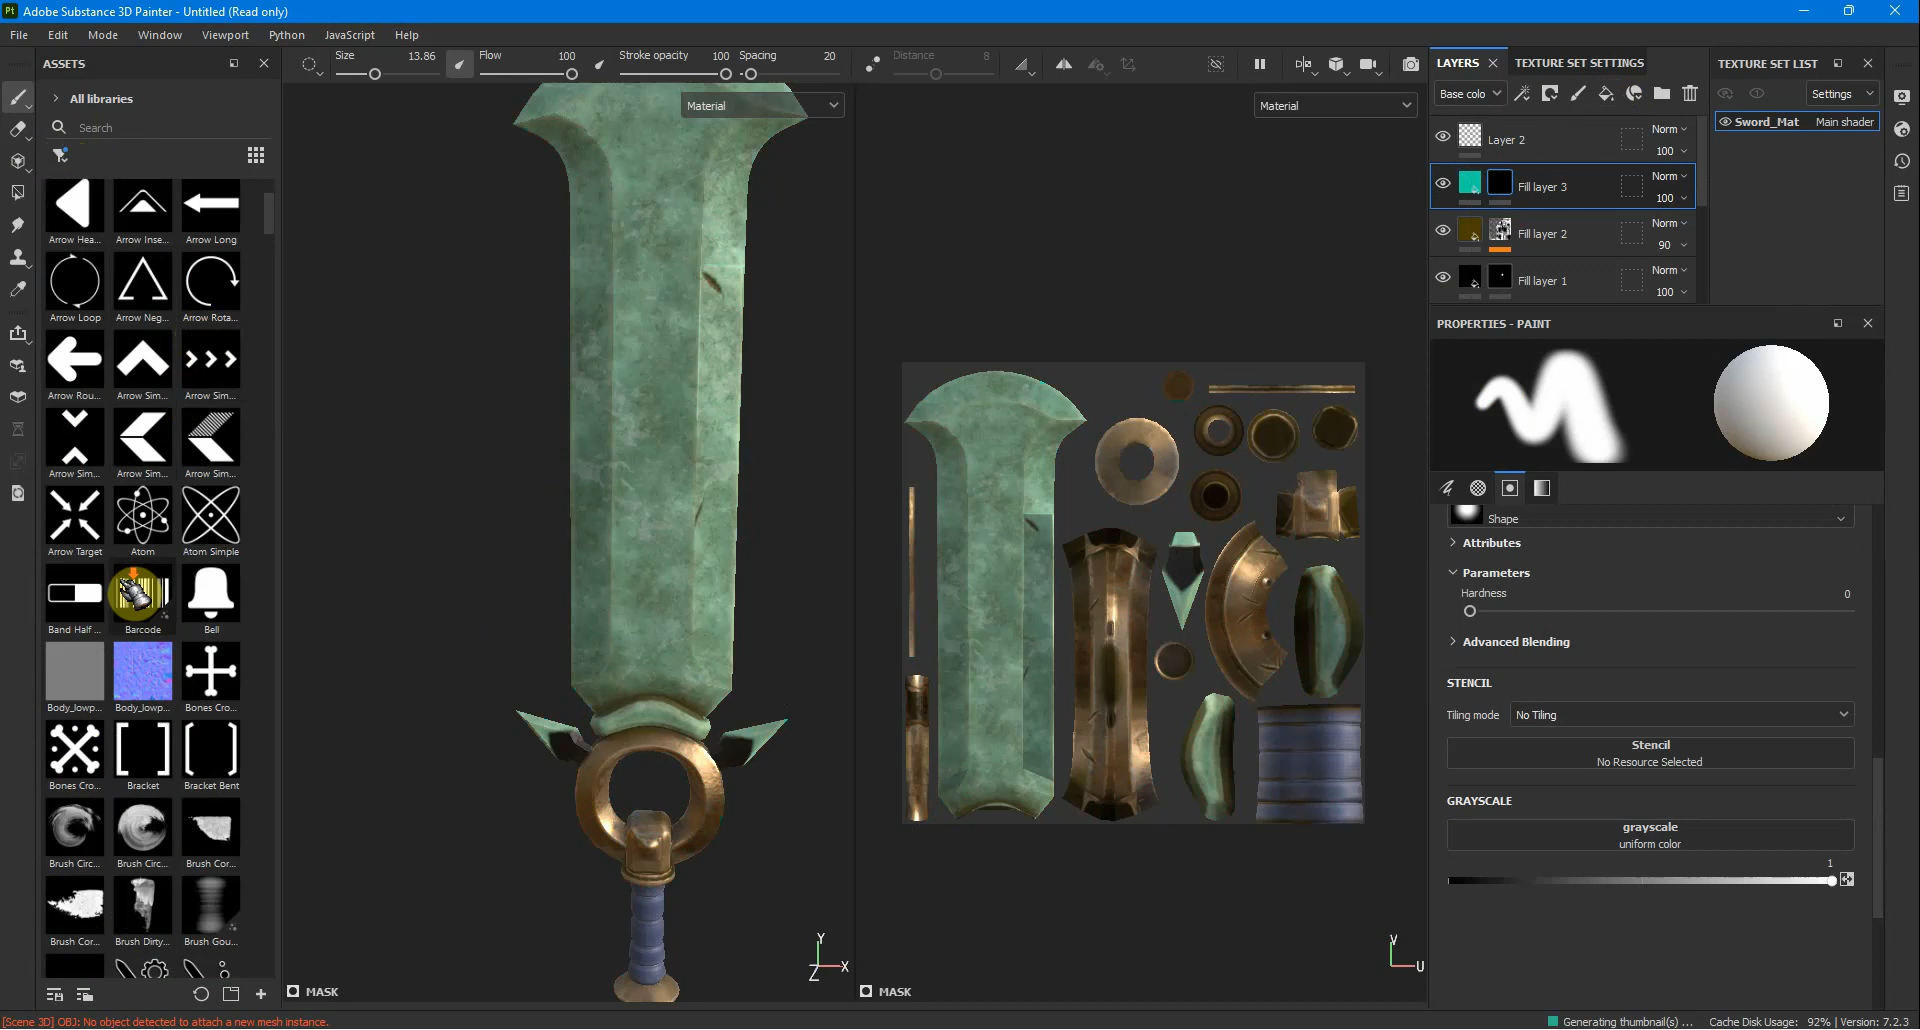 Pt Adobe Substance 3D Painter - Untitled (Read only)
File Edit Mode Window Viewport Python JavaScript Help
ASSETS
All libraries
Search
Arrow Hea... Arrow Inse... Arrow Long
Arrow Loop Arrow Neg... Arrow Rota...
Arrow Rou... Arrow Sim... Arrow Sim...
Arrow Sim... Arrow Sim... Arrow Sim...
Arrow Target Atom Atom Simple
Band Half ... Barcode Bell
Body_lowp... Body_lowp... Bones Cro...
Bones Cro... Bracket Bracket Bent
Brush Circ... Brush Circ... Brush Cor...
Brush Cor... Brush Dirty... Brush Gou...
Size 13.86 Flow 100 Stroke opacity 100 Spacing 20 Distance 8
Material
Material
Y
Z X
V
U
MASK
MASK
LAYERS TEXTURE SET SETTINGS
Base colo
Layer 2 Norm 100
Fill layer 3 Norm 100
Fill layer 2 Norm 90
Fill layer 1 Norm 100
TEXTURE SET LIST
Settings
Sword_Mat Main shader
PROPERTIES - PAINT
Shape
Attributes
Parameters
Hardness 0
Advanced Blending
STENCIL
Tiling mode No Tiling
Stencil
No Resource Selected
GRAYSCALE
grayscale
uniform color
1
[Scene 3D] OBJ: No object detected to attach a new mesh instance.
Generating thumbnail(s) ... Cache Disk Usage: 92% | Version: 7.2.3